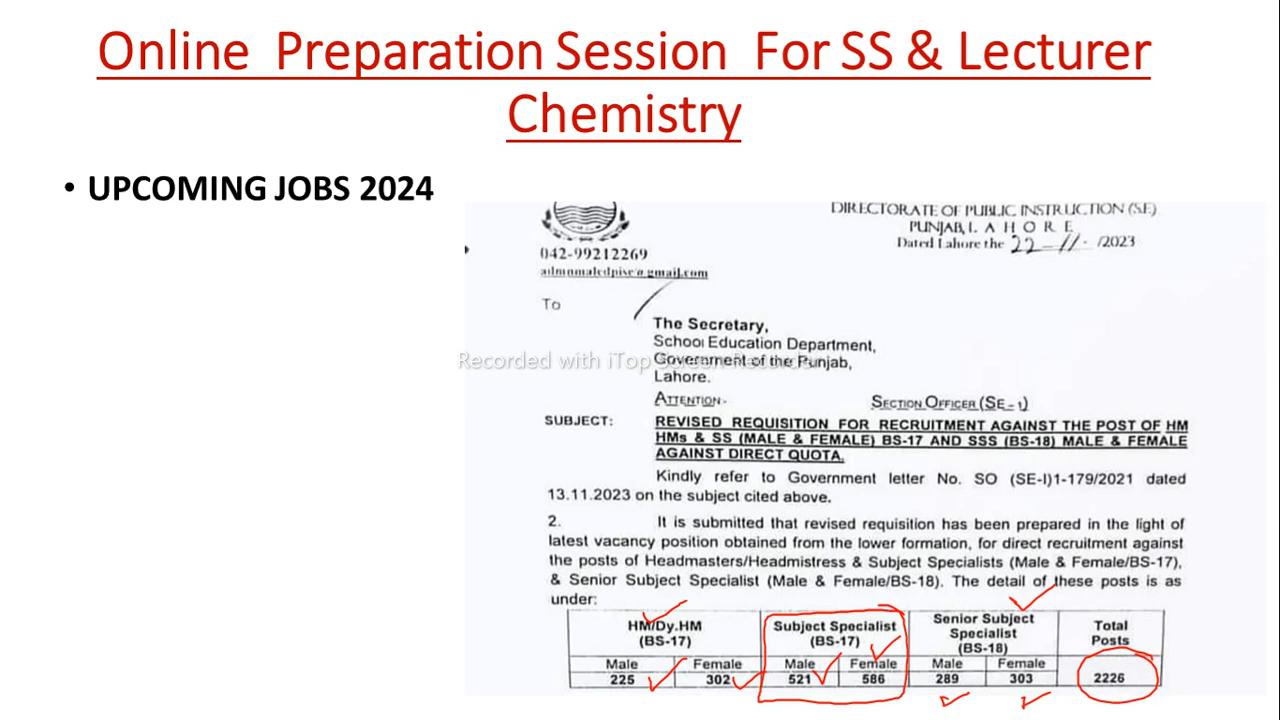 Online Preparation Session For SS & Lecturer
Chemistry
• UPCOMING JOBS 2024
DIRECTORATE OF PUBLIC INSTRUCTION (SE)
PUNJAB, LAHORE
Dated Lahore the 22-11-/2023
042-99212269
admnmaledpise@gmail.com
To
The Secretary,
School Education Department,
Recorded with iTop Screen Recorder
Government of the Punjab,
Lahore.
ATTENTION:- SECTION OFFICER (SE-1)
SUBJECT: REVISED REQUISITION FOR RECRUITMENT AGAINST THE POST OF HM
HMs & SS (MALE & FEMALE) BS-17 AND SSS (BS-18) MALE & FEMALE
AGAINST DIRECT QUOTA.
Kindly refer to Government letter No. SO (SE-I)1-179/2021 dated
13.11.2023 on the subject cited above.
2. It is submitted that revised requisition has been prepared in the light of
latest vacancy position obtained from the lower formation, for direct recruitment against
the posts of Headmasters/Headmistress & Subject Specialists (Male & Female/BS-17),
& Senior Subject Specialist (Male & Female/BS-18). The detail of these posts is as
under:
HM/Dy.HM
(BS-17)
Subject Specialist
(BS-17)
Senior Subject
Specialist
(BS-18)
Total
Posts
Male Female Male Female Male Female
225 302 521 586 289 303 2226